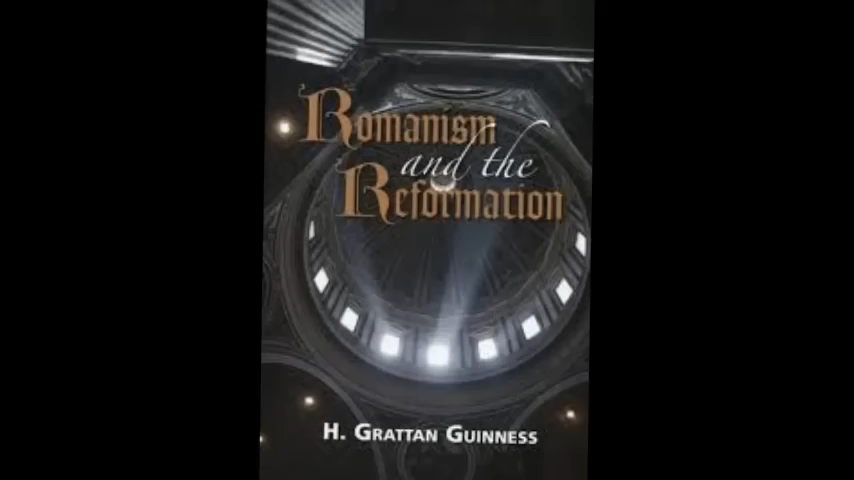 Romanism
and the
Reformation
H. Grattan Guinness